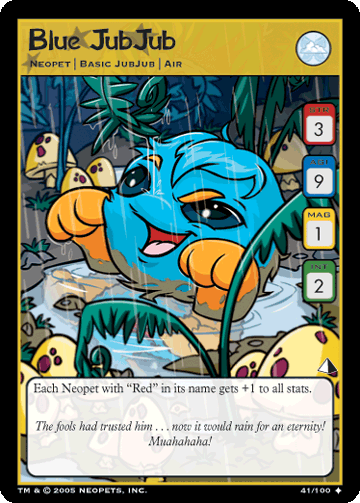 Blue JubJub
Neopet | Basic JubJub | Air
STR
3
AGI
9
MAG
1
INT
2
Each Neopet with “Red” in its name gets +1 to all stats.
The fools had trusted him . . . now it would rain for an eternity!
Muahahaha!
TM & © 2005 NEOPETS, INC.
41/100